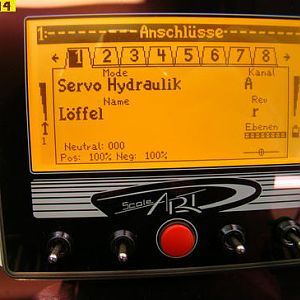 4
1: Anschlüsse
1 2 3 4 5 6 7 8
Mode Kanal
Servo Hydraulik A
Name Rev
Löffel r
Ebenen
Neutral: 000
Pos: 100% Neg: 100%
Scale ART